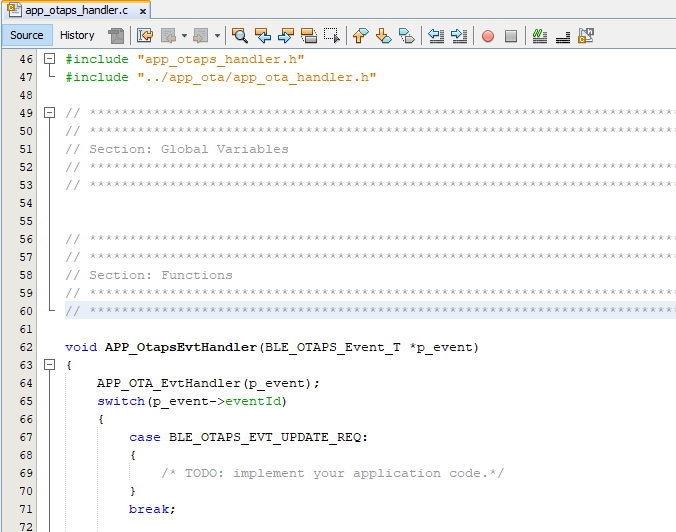 app_otaps_handler.c x
Source History
46 #include "app_otaps_handler.h"
47 #include "../app_ota/app_ota_handler.h"
48
49 // *************************************************************************
50 // *************************************************************************
51 // Section: Global Variables
52 // *************************************************************************
53 // *************************************************************************
54
55
56 // *************************************************************************
57 // *************************************************************************
58 // Section: Functions
59 // *************************************************************************
60 // *************************************************************************
61
62 void APP_OtapsEvtHandler(BLE_OTAPS_Event_T *p_event)
63 {
64 APP_OTA_EvtHandler(p_event);
65 switch(p_event->eventId)
66 {
67 case BLE_OTAPS_EVT_UPDATE_REQ:
68 {
69 /* TODO: implement your application code.*/
70 }
71 break;
72